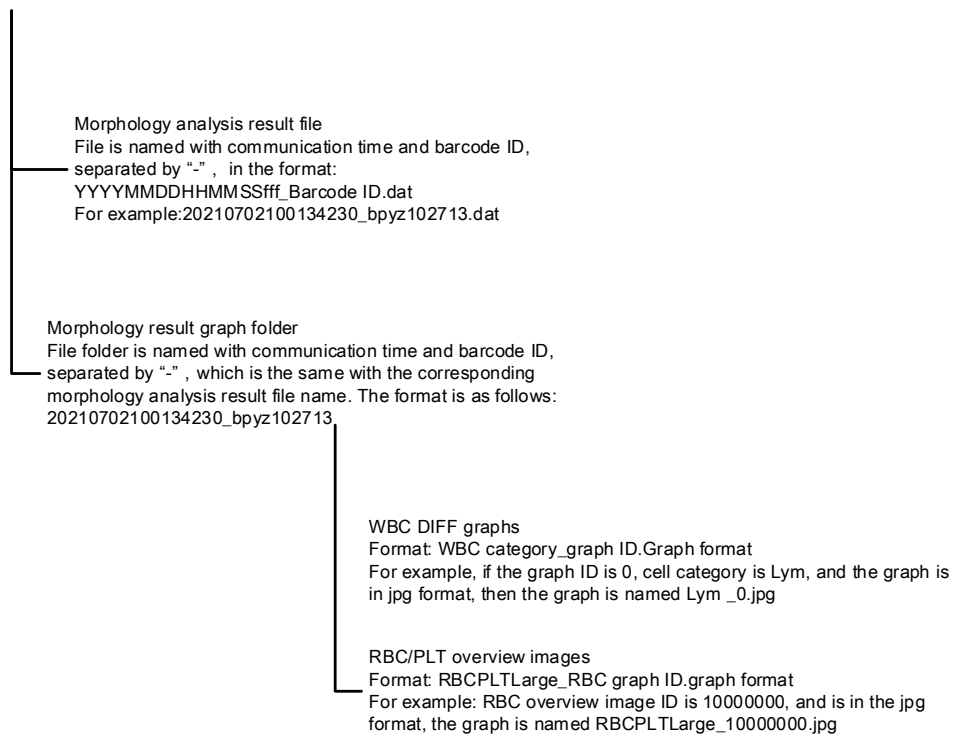 Morphology analysis result file
File is named with communication time and barcode ID,
separated by “-” ,  in the format:
YYYYMMDDHHMMSSfff_Barcode ID.dat
For example:20210702100134230_bpyz102713.dat
Morphology result graph folder
File folder is named with communication time and barcode ID,
separated by “-” , which is the same with the corresponding
morphology analysis result file name. The format is as follows:
20210702100134230_bpyz102713
WBC DIFF graphs
Format: WBC category_graph ID.Graph format
For example, if the graph ID is 0, cell category is Lym, and the graph is
in jpg format, then the graph is named Lym _0.jpg
RBC/PLT overview images
Format: RBCPLTLarge_RBC graph ID.graph format
For example: RBC overview image ID is 10000000, and is in the jpg
format, the graph is named RBCPLTLarge_10000000.jpg